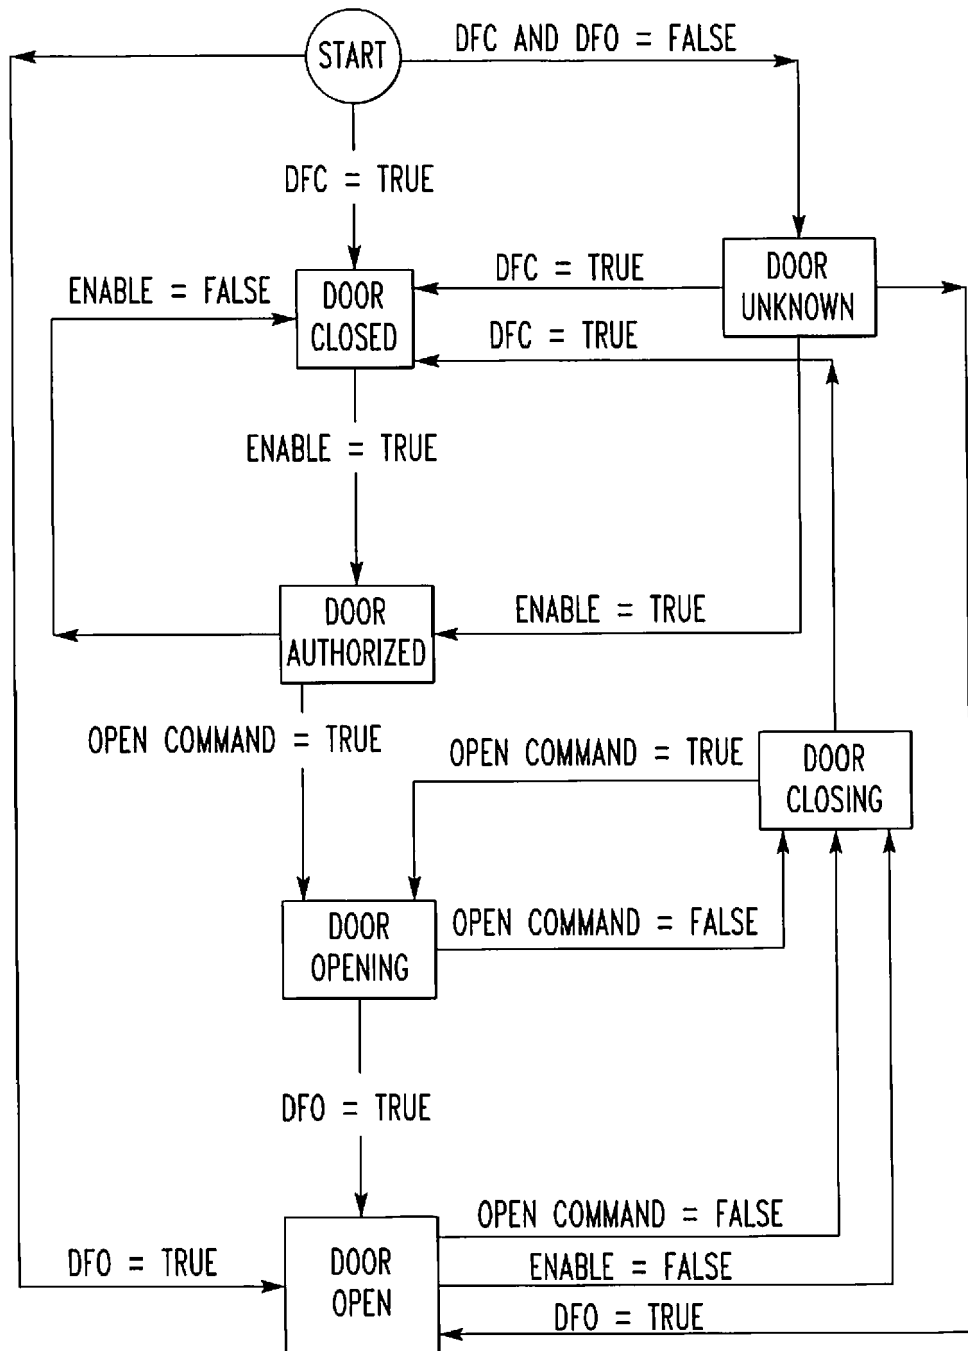 START
DFC AND DFO = FALSE
DFC = TRUE
DOOR
UNKNOWN
DFC = TRUE
ENABLE = FALSE
DOOR
CLOSED
DFC = TRUE
ENABLE = TRUE
DOOR
AUTHORIZED
ENABLE = TRUE
OPEN COMMAND = TRUE
OPEN COMMAND = TRUE
DOOR
CLOSING
DOOR
OPENING
OPEN COMMAND = FALSE
DFO = TRUE
OPEN COMMAND = FALSE
DFO = TRUE
DOOR
OPEN
ENABLE = FALSE
DFO = TRUE